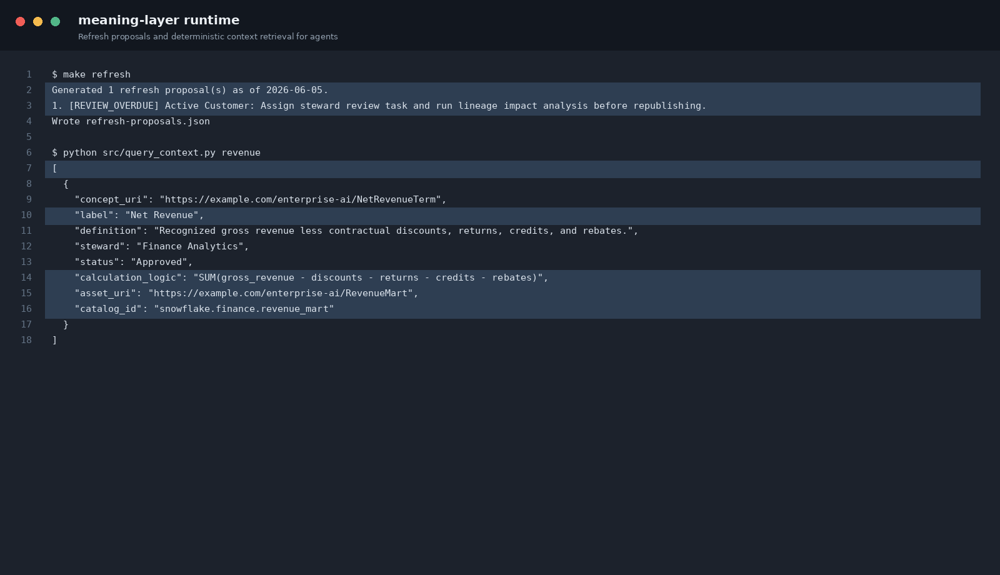 meaning-layer runtime
Refresh proposals and deterministic context retrieval for agents
1 $ make refresh
2 Generated 1 refresh proposal(s) as of 2026-06-05.
3 1. [REVIEW_OVERDUE] Active Customer: Assign steward review task and run lineage impact analysis before republishing.
4 Wrote refresh-proposals.json
5
6 $ python src/query_context.py revenue
7 [
8   {
9     "concept_uri": "https://example.com/enterprise-ai/NetRevenueTerm",
10     "label": "Net Revenue",
11     "definition": "Recognized gross revenue less contractual discounts, returns, credits, and rebates.",
12     "steward": "Finance Analytics",
13     "status": "Approved",
14     "calculation_logic": "SUM(gross_revenue - discounts - returns - credits - rebates)",
15     "asset_uri": "https://example.com/enterprise-ai/RevenueMart",
16     "catalog_id": "snowflake.finance.revenue_mart"
17   }
18 ]